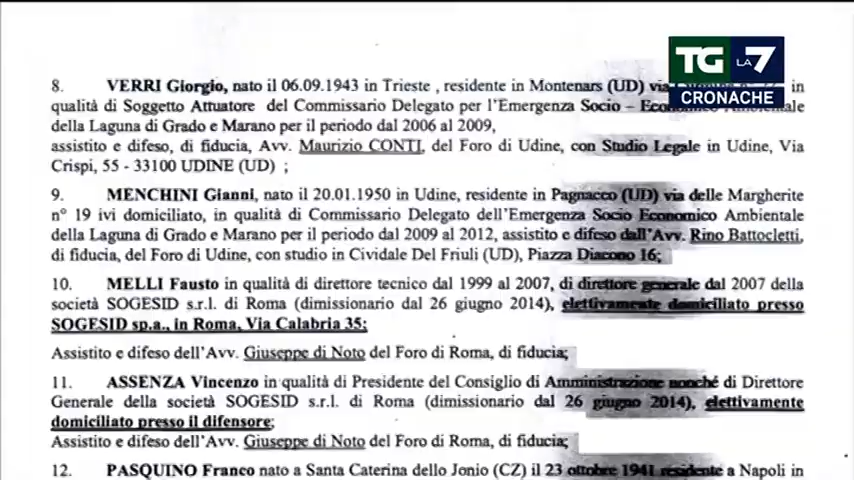 TG LA 7
CRONACHE
8. VERRI Giorgio, nato il 06.09.1943 in Trieste , residente in Montenars (UD) via in
qualità di Soggetto Attuatore del Commissario Delegato per l'Emergenza Socio – Economico Ambientale
della Laguna di Grado e Marano per il periodo dal 2006 al 2009,
assistito e difeso, di fiducia, Avv. Maurizio CONTI, del Foro di Udine, con Studio Legale in Udine, Via
Crispi, 55 - 33100 UDINE (UD) ;
9. MENCHINI Gianni, nato il 20.01.1950 in Udine, residente in Pagnacco (UD) via delle Margherite
n° 19 ivi domiciliato, in qualità di Commissario Delegato dell'Emergenza Socio Economico Ambientale
della Laguna di Grado e Marano per il periodo dal 2009 al 2012, assistito e difeso dall'Avv. Rino Battocletti,
di fiducia, del Foro di Udine, con studio in Cividale Del Friuli (UD), Piazza Diacono 16;
10. MELLI Fausto in qualità di direttore tecnico dal 1999 al 2007, di direttore generale dal 2007 della
società SOGESID s.r.l. di Roma (dimissionario dal 26 giugno 2014), elettivamente domiciliato presso
SOGESID sp.a., in Roma, Via Calabria 35;
Assistito e difeso dell'Avv. Giuseppe di Noto del Foro di Roma, di fiducia;
11. ASSENZA Vincenzo in qualità di Presidente del Consiglio di Amministrazione nonché di Direttore
Generale della società SOGESID s.r.l. di Roma (dimissionario dal 26 giugno 2014), elettivamente
domiciliato presso il difensore;
Assistito e difeso dell'Avv. Giuseppe di Noto del Foro di Roma, di fiducia;
12. PASQUINO Franco nato a Santa Caterina dello Jonio (CZ) il 23 ottobre 1941 residente a Napoli in